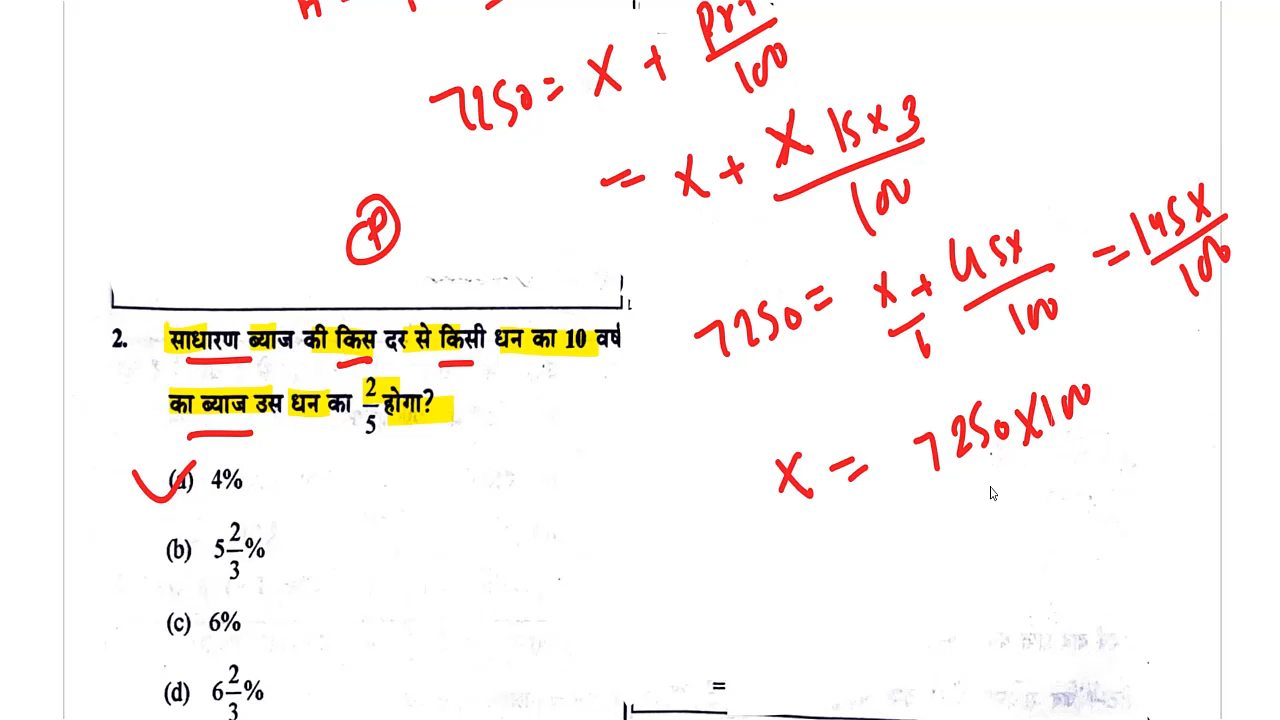 7250 = x + Prt/100
= x + x 15 x 3/100
P
7250 = x/1 + 45x/100 = 145x/100
x = 7250 x 100
2. साधारण ब्याज की किस दर से किसी धन का 10 वर्ष
का ब्याज उस धन का 2/5 होगा?
(a) 4%
(b) 5 2/3%
(c) 6%
(d) 6 2/3%
=